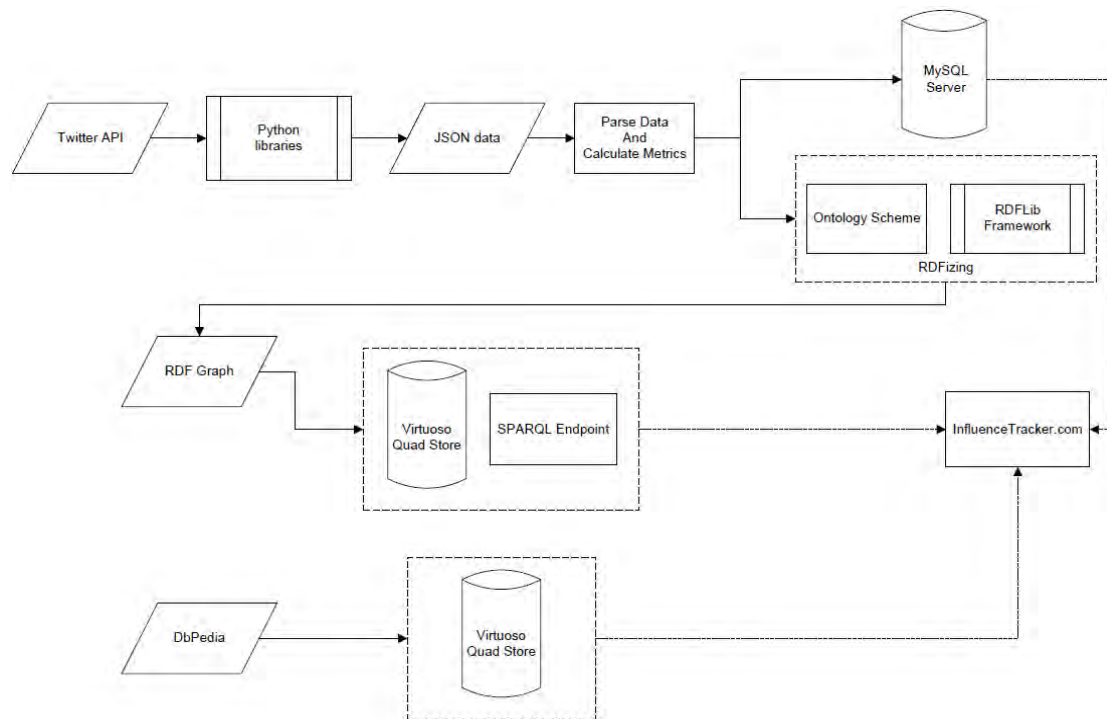 MySQL
Server
Twitter API
Python
libraries
JSON data
Parse Data
And
Calculate Metrics
Ontology Scheme
RDFLib
Framework
RDFizing
RDF Graph
Virtuoso
Quad Store
SPARQL Endpoint
InfluenceTracker.com
DbPedia
Virtuoso
Quad Store